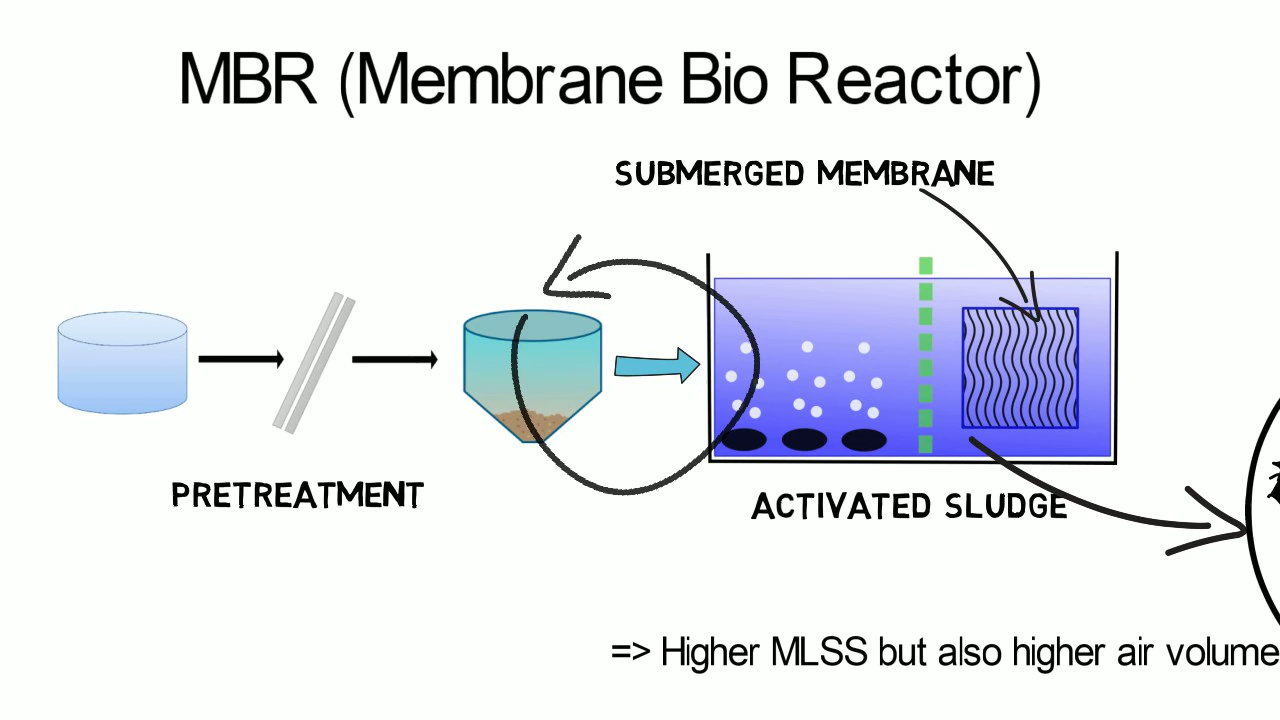 MBR (Membrane Bio Reactor)
SUBMERGED MEMBRANE
PRETREATMENT
ACTIVATED SLUDGE
=> Higher MLSS but also higher air volume